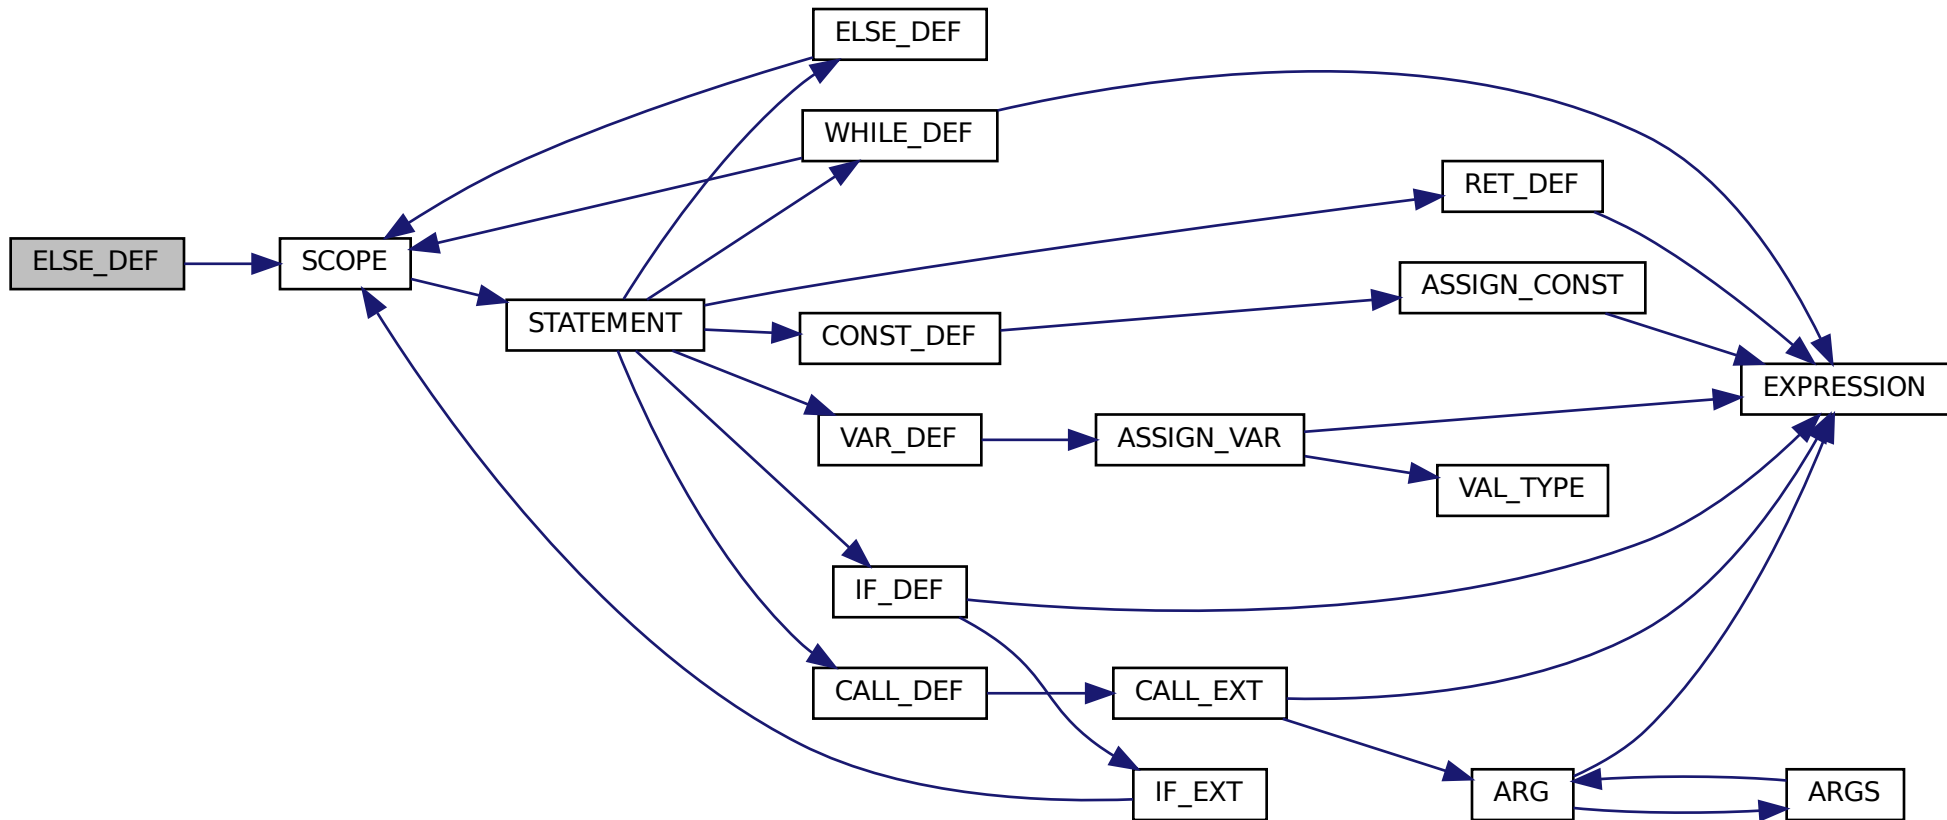 ELSE_DEF
WHILE_DEF
RET_DEF
ELSE_DEF
SCOPE
ASSIGN_CONST
STATEMENT
CONST_DEF
EXPRESSION
VAR_DEF
ASSIGN_VAR
VAL_TYPE
IF_DEF
CALL_DEF
CALL_EXT
IF_EXT
ARG
ARGS